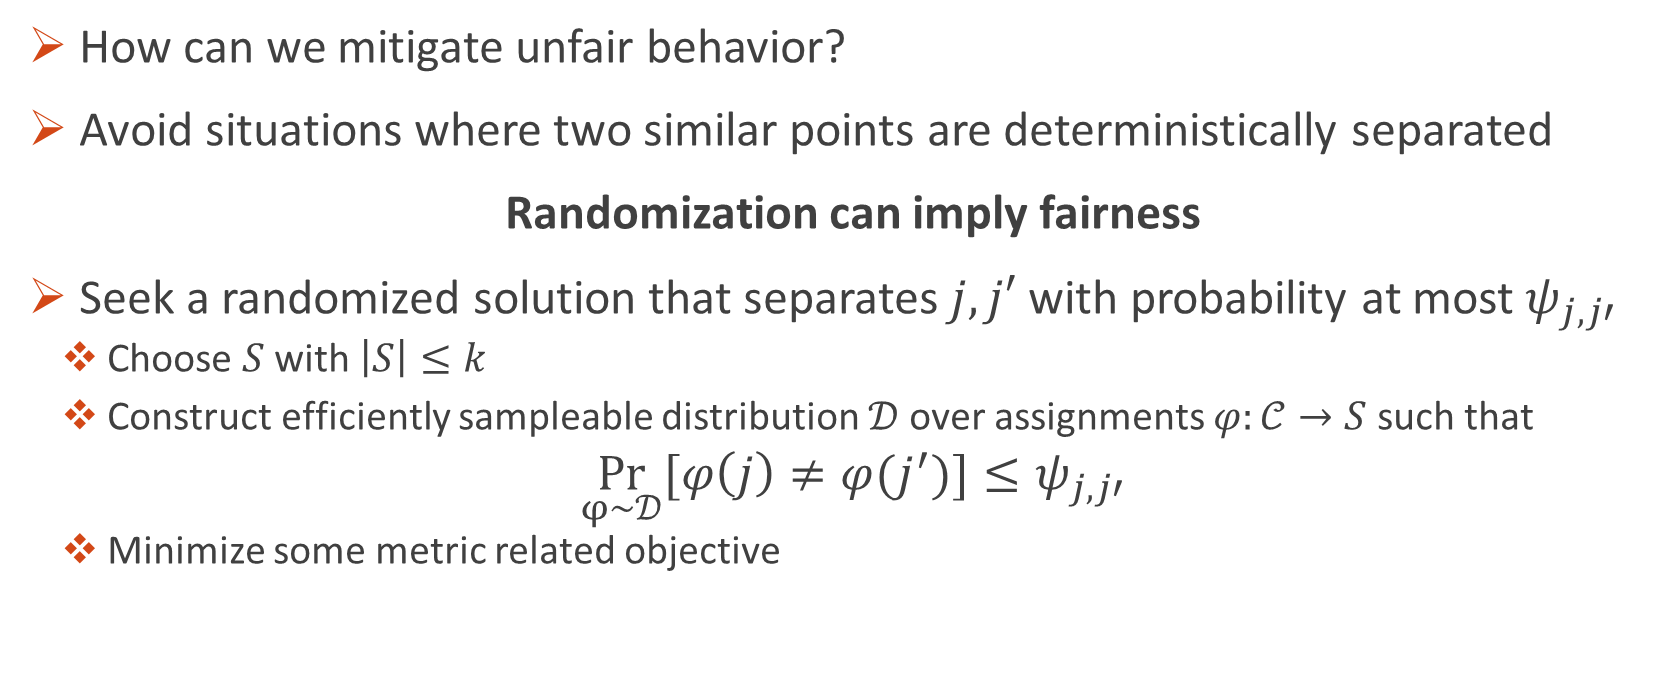 ➢ How can we mitigate unfair behavior?
➢ Avoid situations where two similar points are deterministically separated
Randomization can imply fairness
➢ Seek a randomized solution that separates j, j′ with probability at most ψ_{j,j′}
❖ Choose S with |S| ≤ k
❖ Construct efficiently sampleable distribution 𝒟 over assignments φ: 𝒞 → S such that
Pr_{φ~𝒟}[φ(j) ≠ φ(j′)] ≤ ψ_{j,j′}
❖ Minimize some metric related objective